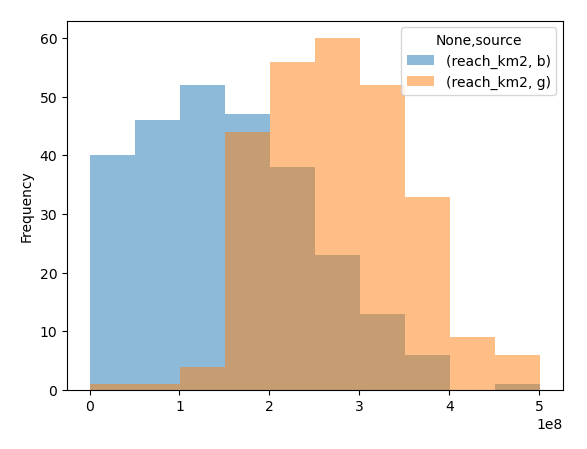 None,source
(reach_km2, b)
(reach_km2, g)
Frequency
60
50
40
30
20
10
0
0 1 2 3 4 5
1e8